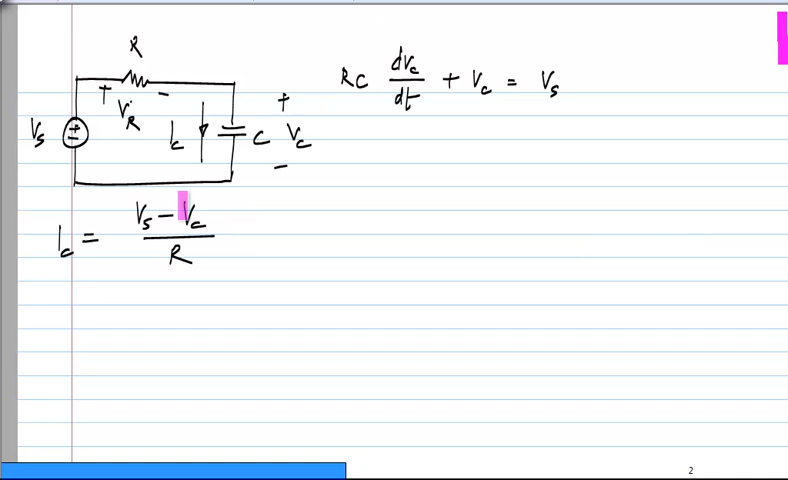 R
+ V_R −
V_s + −
I_c
C
+ V_c −
RC dv_c/dt + V_c = V_s
I_c = (V_s − V_c)/R
2